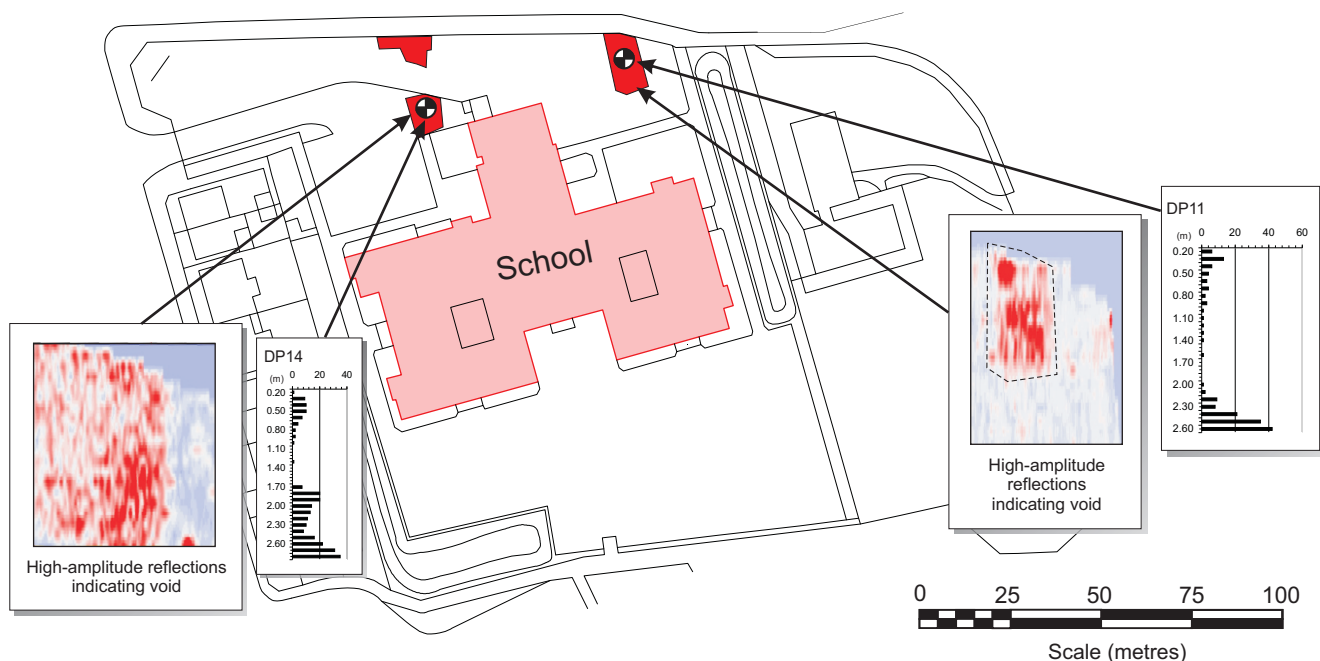 School
High-amplitude reflections
indicating void
DP14
(m) 0 20 40
0.20
0.50
0.80
1.10
1.40
1.70
2.00
2.30
2.60
High-amplitude
reflections
indicating void
DP11
(m) 0 20 40 60
0.20
0.50
0.80
1.10
1.40
1.70
2.00
2.30
2.60
0 25 50 75 100
Scale (metres)